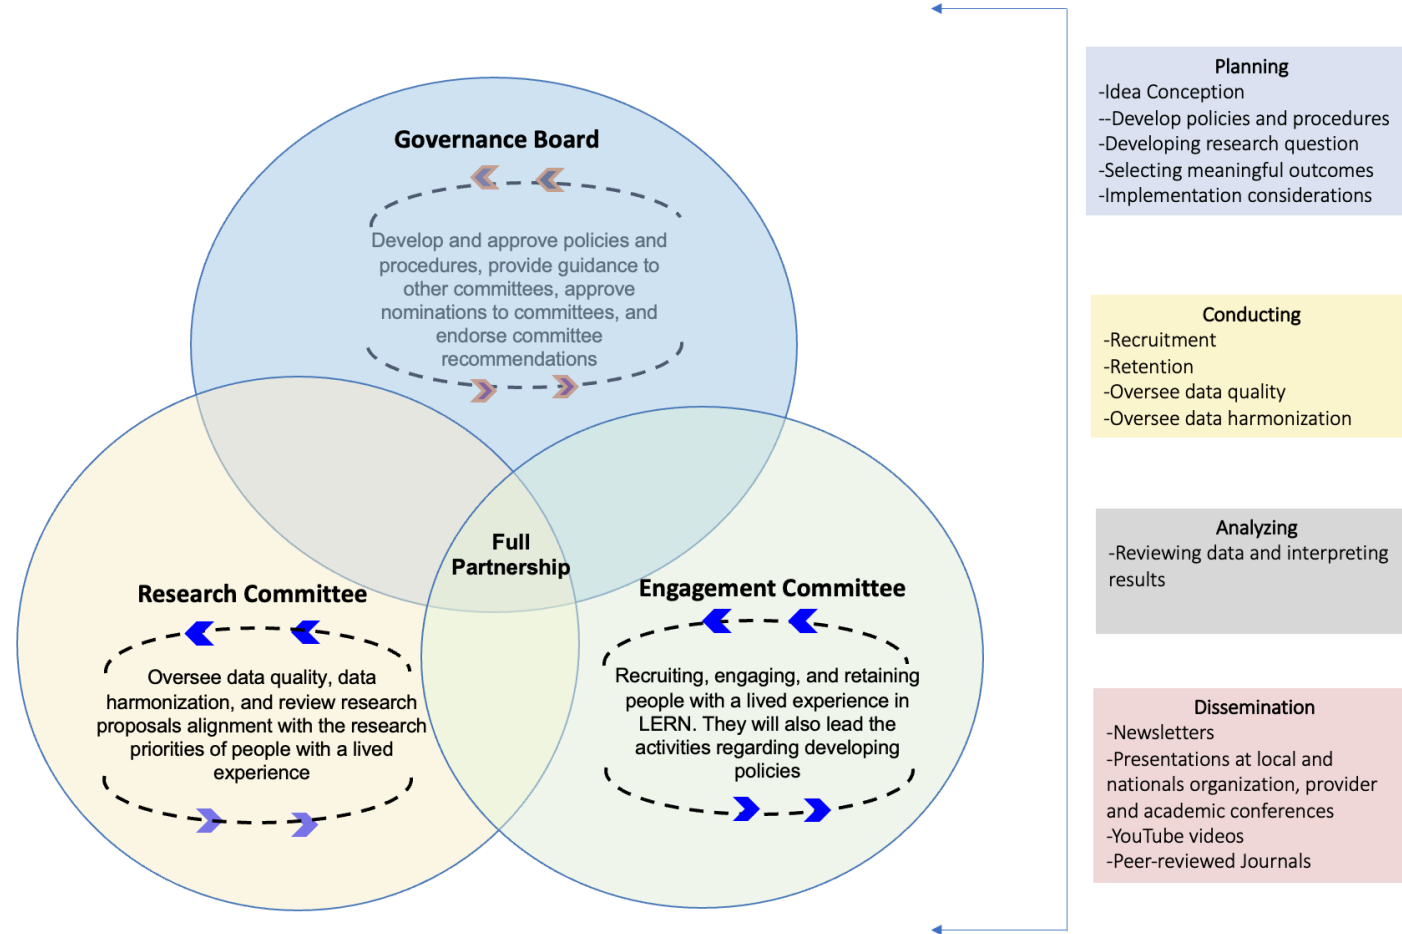 Governance Board
Develop and approve policies and
procedures, provide guidance to
other committees, approve
nominations to committees, and
endorse committee
recommendations
Full
Partnership
Research Committee
Oversee data quality, data
harmonization, and review research
proposals alignment with the research
priorities of people with a lived
experience
Engagement Committee
Recruiting, engaging, and retaining
people with a lived experience in
LERN. They will also lead the
activities regarding developing
policies
Planning
-Idea Conception
--Develop policies and procedures
-Developing research question
-Selecting meaningful outcomes
-Implementation considerations
Conducting
-Recruitment
-Retention
-Oversee data quality
-Oversee data harmonization
Analyzing
-Reviewing data and interpreting
results
Dissemination
-Newsletters
-Presentations at local and
nationals organization, provider
and academic conferences
-YouTube videos
-Peer-reviewed Journals